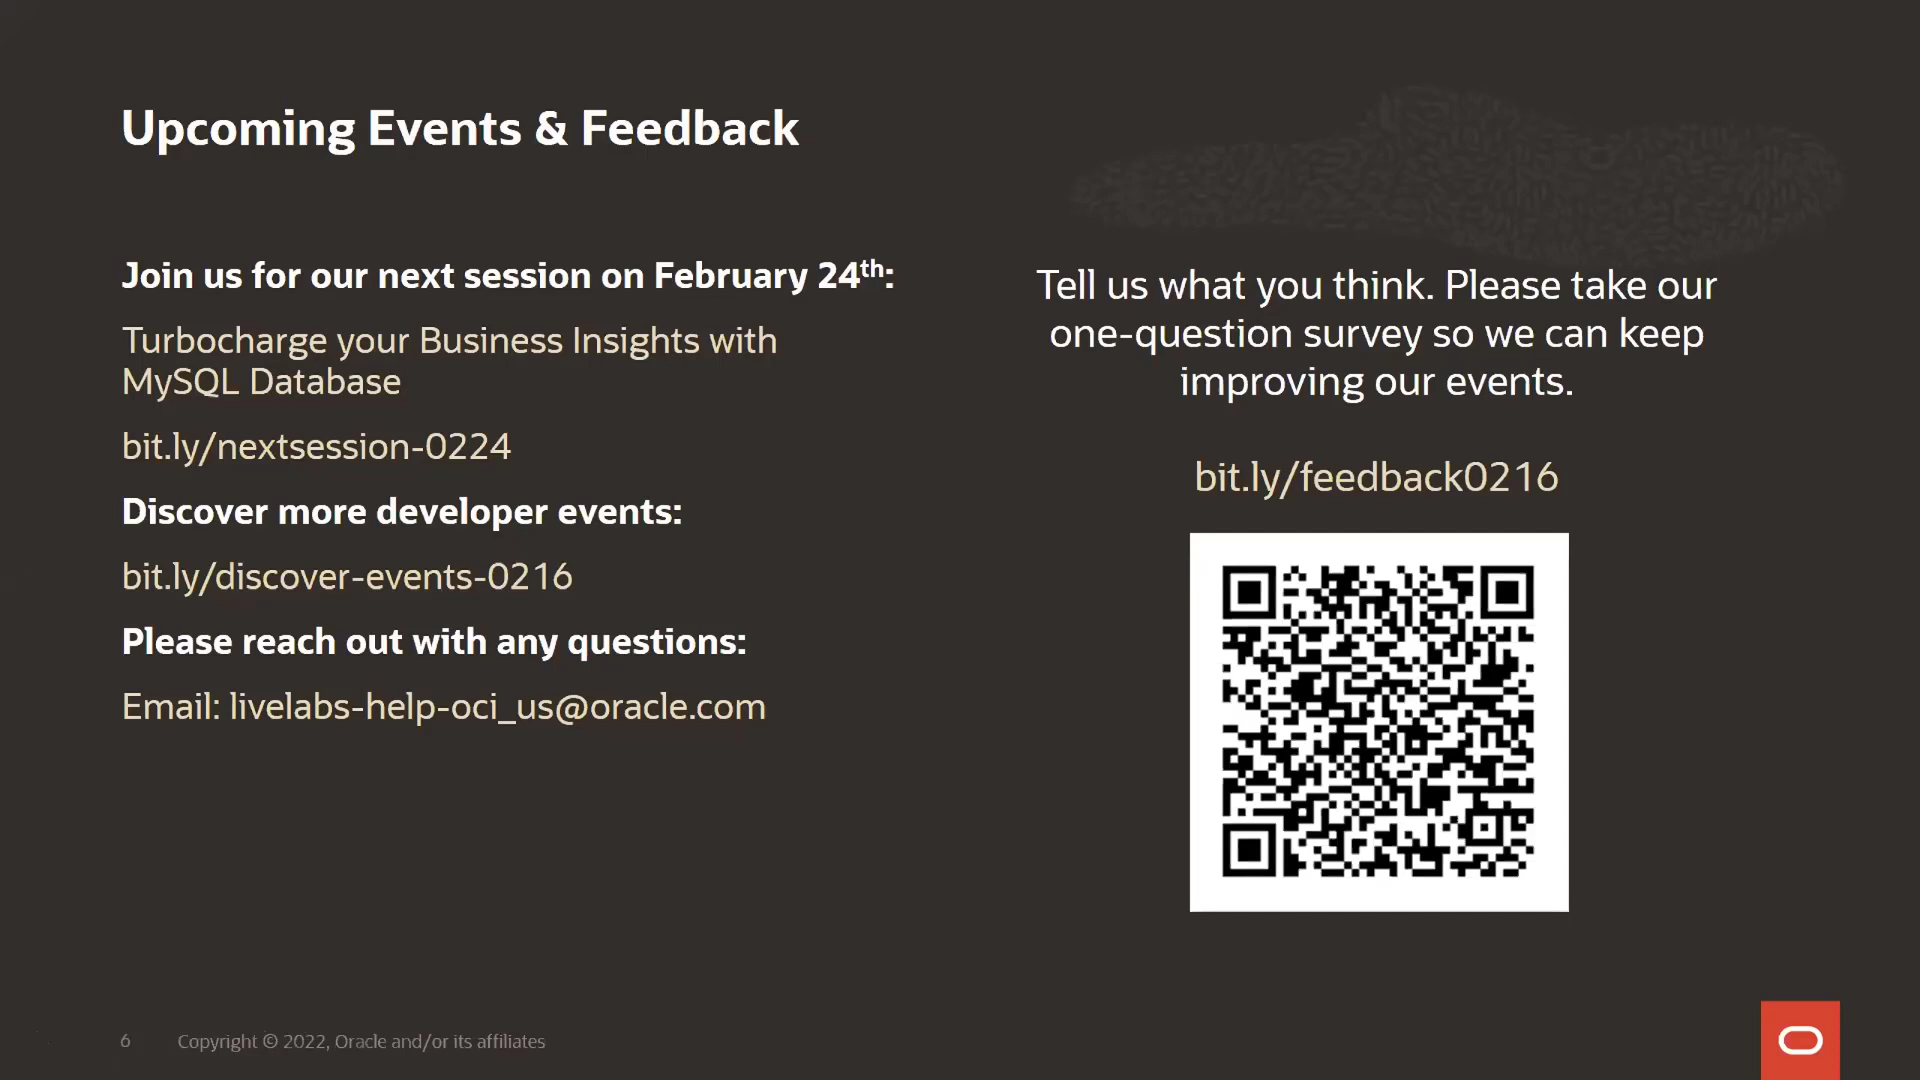 Upcoming Events & Feedback
Join us for our next session on February 24th:
Turbocharge your Business Insights with
MySQL Database
bit.ly/nextsession-0224
Discover more developer events:
bit.ly/discover-events-0216
Please reach out with any questions:
Email: livelabs-help-oci_us@oracle.com
Tell us what you think. Please take our
one-question survey so we can keep
improving our events.
bit.ly/feedback0216
6
Copyright © 2022, Oracle and/or its affiliates